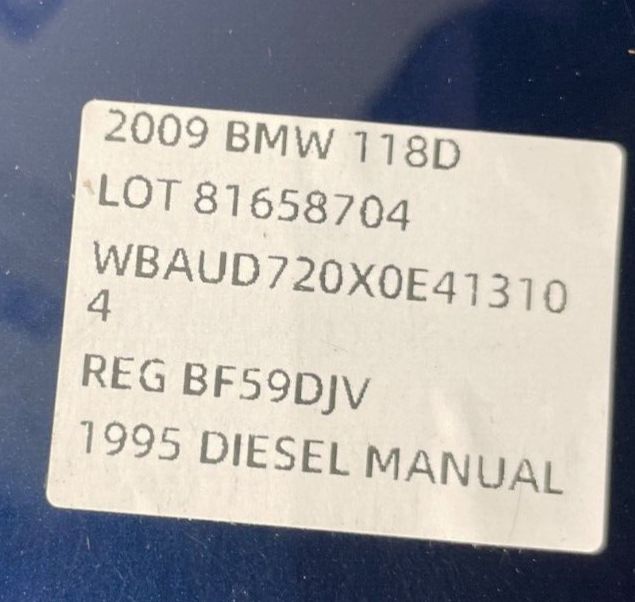 2009 BMW 118D
LOT 81658704
WBAUD720X0E41310
4
REG BF59DJV
1995 DIESEL MANUAL